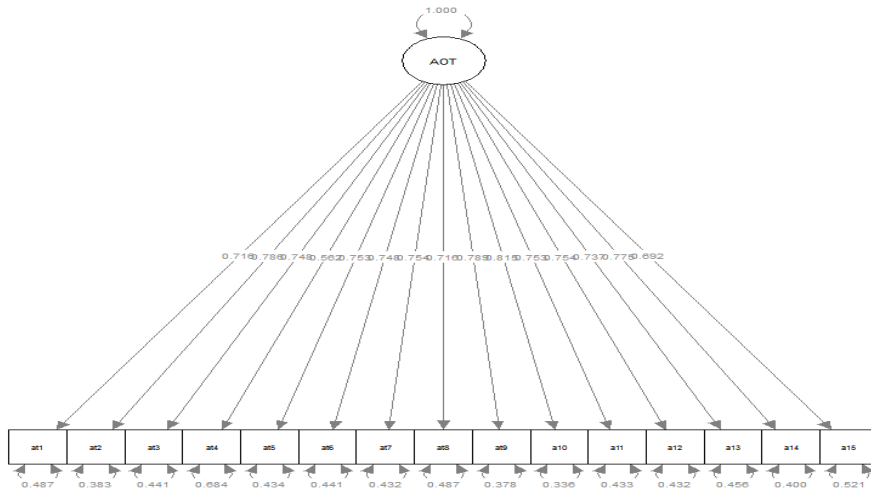 1.000
AOT
0.716 0.786 0.748 0.562 0.753 0.748 0.754 0.716 0.789 0.815 0.753 0.754 0.737 0.775 0.692
at1 at2 at3 at4 at5 at6 at7 at8 at9 a10 a11 a12 a13 a14 a15
0.487 0.383 0.441 0.684 0.434 0.441 0.432 0.487 0.378 0.336 0.433 0.432 0.456 0.400 0.521